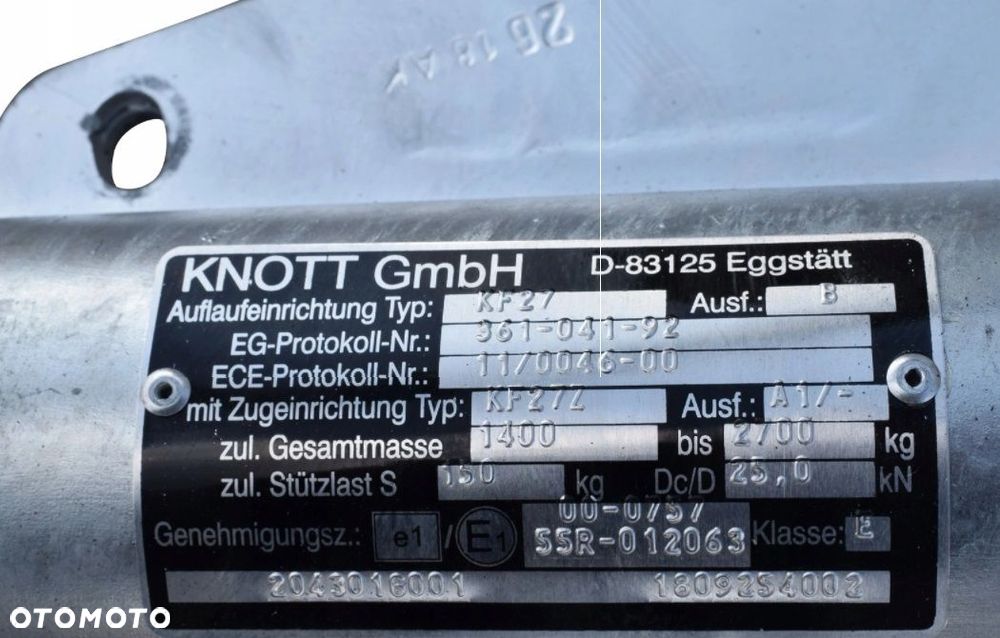 26 18 AK
KNOTT GmbH D-83125 Eggstätt
Auflaufeinrichtung Typ: KF27 Ausf.: B
EG-Protokoll-Nr.: 361-041-92
ECE-Protokoll-Nr.: 11/0046-00
mit Zugeinrichtung Typ: KF27Z Ausf.: A1/-
zul. Gesamtmasse 1400 bis 2700 kg
zul. Stützlast S 150 kg Dc/D 25,0 kN
00-0757
Genehmigungsz.: e1 / E1 55R-012063 Klasse: E
2043016001 1809254002
OTOMOTO